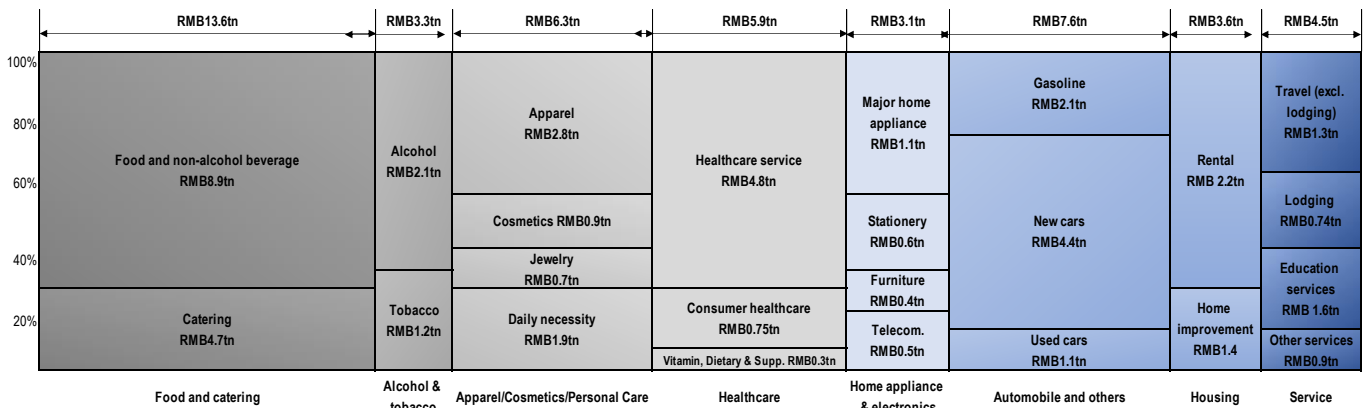 RMB13.6tn
RMB3.3tn
RMB6.3tn
RMB5.9tn
RMB3.1tn
RMB7.6tn
RMB3.6tn
RMB4.5tn
100%
80%
60%
40%
20%
Food and non-alcohol beverage
RMB8.9tn
Catering
RMB4.7tn
Alcohol
RMB2.1tn
Tobacco
RMB1.2tn
Apparel
RMB2.8tn
Cosmetics RMB0.9tn
Jewelry
RMB0.7tn
Daily necessity
RMB1.9tn
Healthcare service
RMB4.8tn
Consumer healthcare
RMB0.75tn
Vitamin, Dietary & Supp. RMB0.3tn
Major home
appliance
RMB1.1tn
Stationery
RMB0.6tn
Furniture
RMB0.4tn
Telecom.
RMB0.5tn
Gasoline
RMB2.1tn
New cars
RMB4.4tn
Used cars
RMB1.1tn
Rental
RMB 2.2tn
Home
improvement
RMB1.4
Travel (excl.
lodging)
RMB1.3tn
Lodging
RMB0.74tn
Education
services
RMB 1.6tn
Other services
RMB0.9tn
Food and catering
Alcohol &
tobacco
Apparel/Cosmetics/Personal Care
Healthcare
Home appliance
& electronics
Automobile and others
Housing
Service